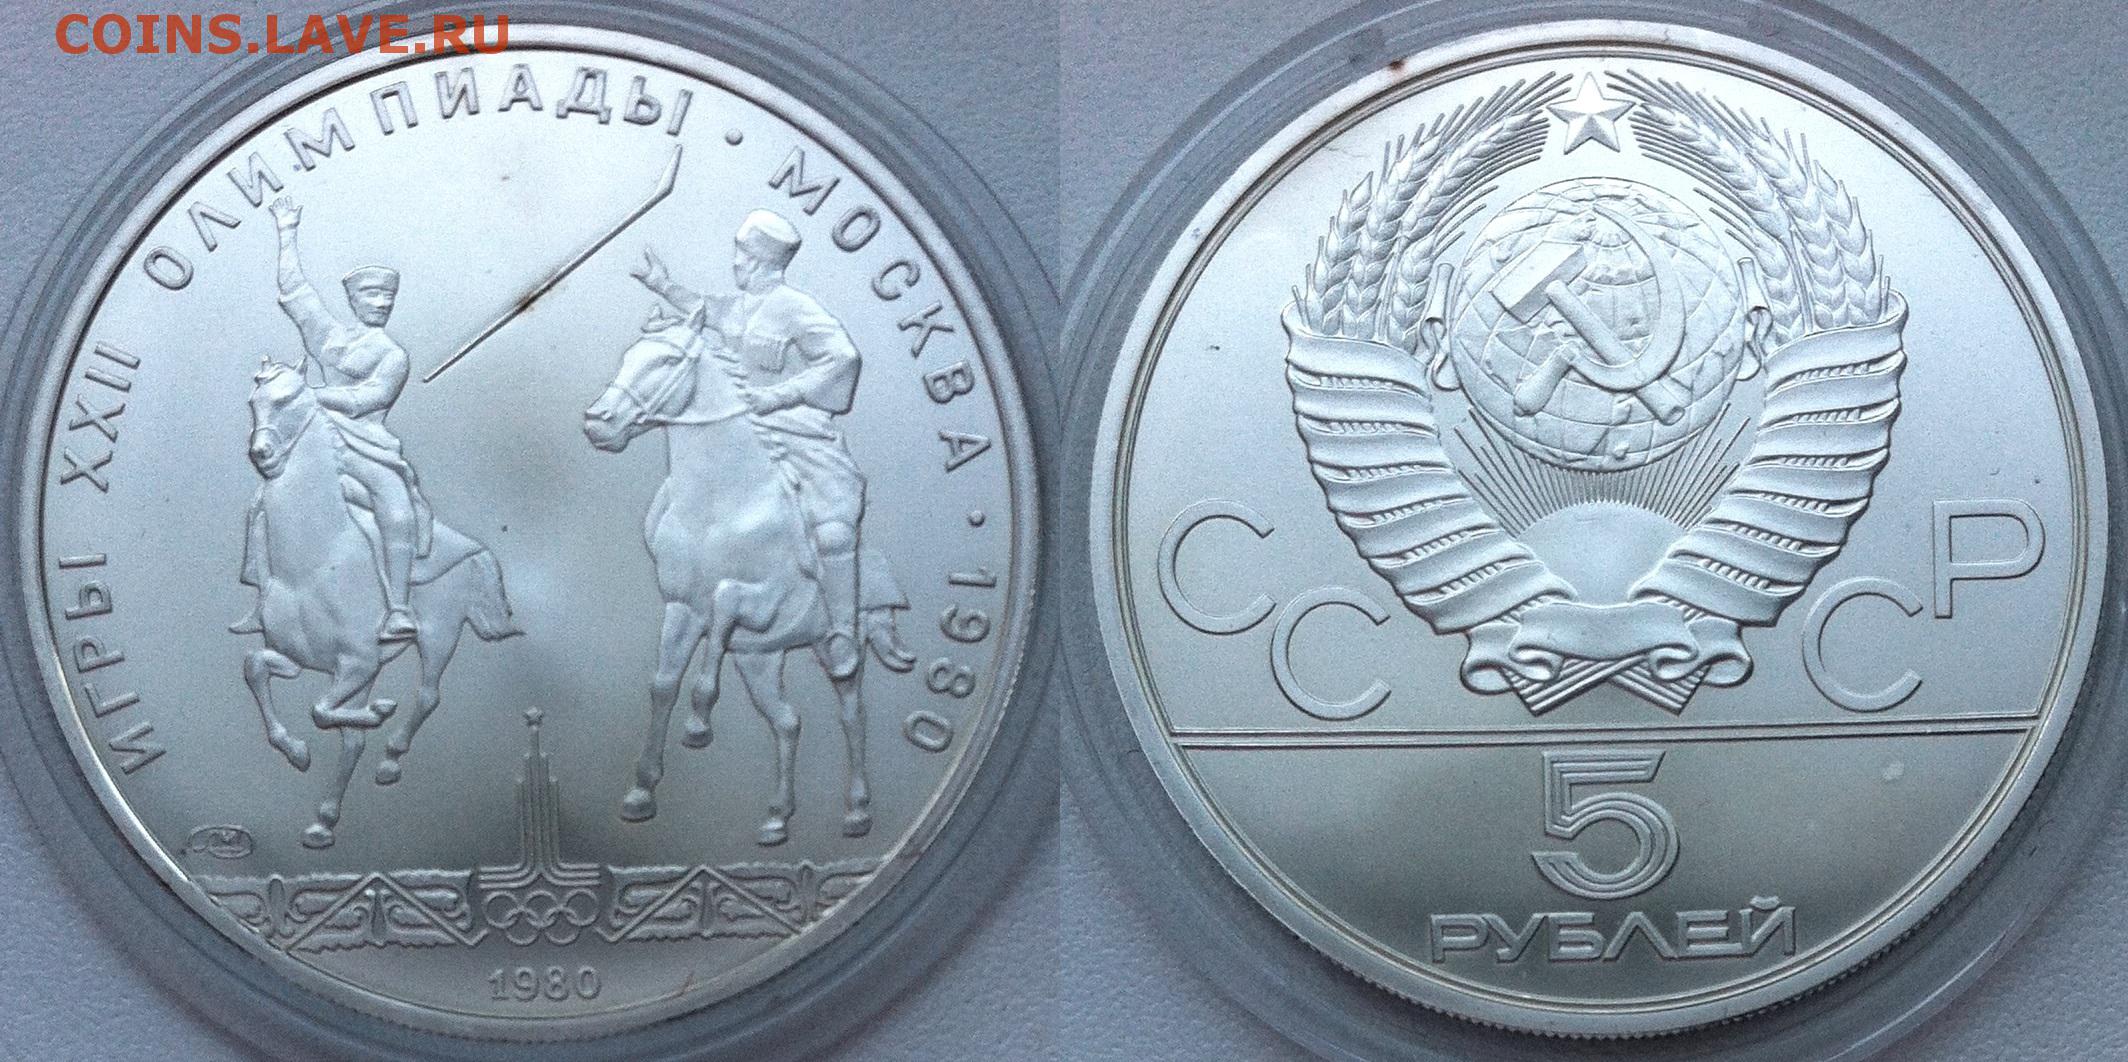 COINS.LAVE.RU
ИГРЫ XXII ОЛИМПИАДЫ · МОСКВА · 1980
1980
СССР
5
РУБЛЕЙ